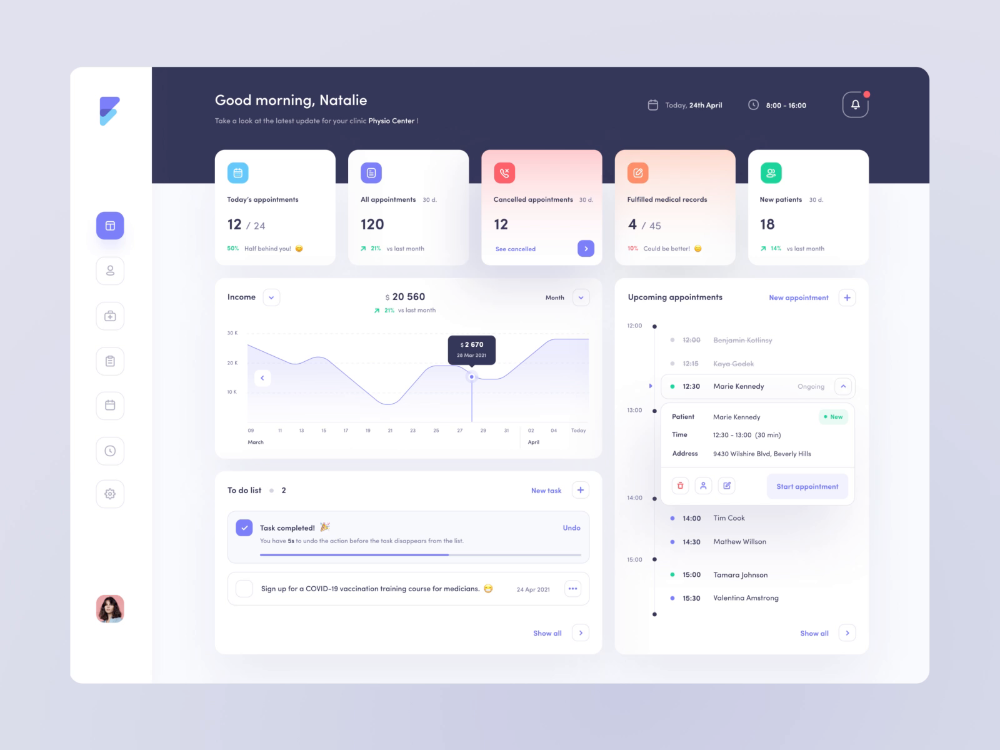 Good morning, Natalie
Take a look at the latest update for your clinic Physio Center !
Today, 24th April
8:00 - 16:00
Today's appointments
12 / 24
50% Half behind you!
All appointments 30 d.
120
21% vs last month
Cancelled appointments 30 d.
12
See cancelled
Fulfilled medical records
4 / 45
10% Could be better!
New patients 30 d.
18
14% vs last month
Income
$ 20 560
21% vs last month
Month
30 K
20 K
10 K
$ 2 670
26 Mar 2021
09 11 13 15 17 19 21 23 25 27 29 31 02 04 Today
March April
To do list 2
New task
Task completed!
You have 5s to undo the action before the task disappears from the list.
Undo
Sign up for a COVID-19 vaccination training course for medicians.
24 Apr 2021
Show all
Upcoming appointments
New appointment
12:00
12:00 Benjamin Kotlinsy
12:15 Kaya Gadek
12:30 Marie Kennedy Ongoing
13:00
Patient Marie Kennedy New
Time 12:30 - 13:00 (30 min)
Address 9430 Wilshire Blvd, Beverly Hills
Start appointment
14:00
14:00 Tim Cook
14:30 Mathew Willson
15:00
15:00 Tamara Johnson
15:30 Valentina Amstrong
Show all